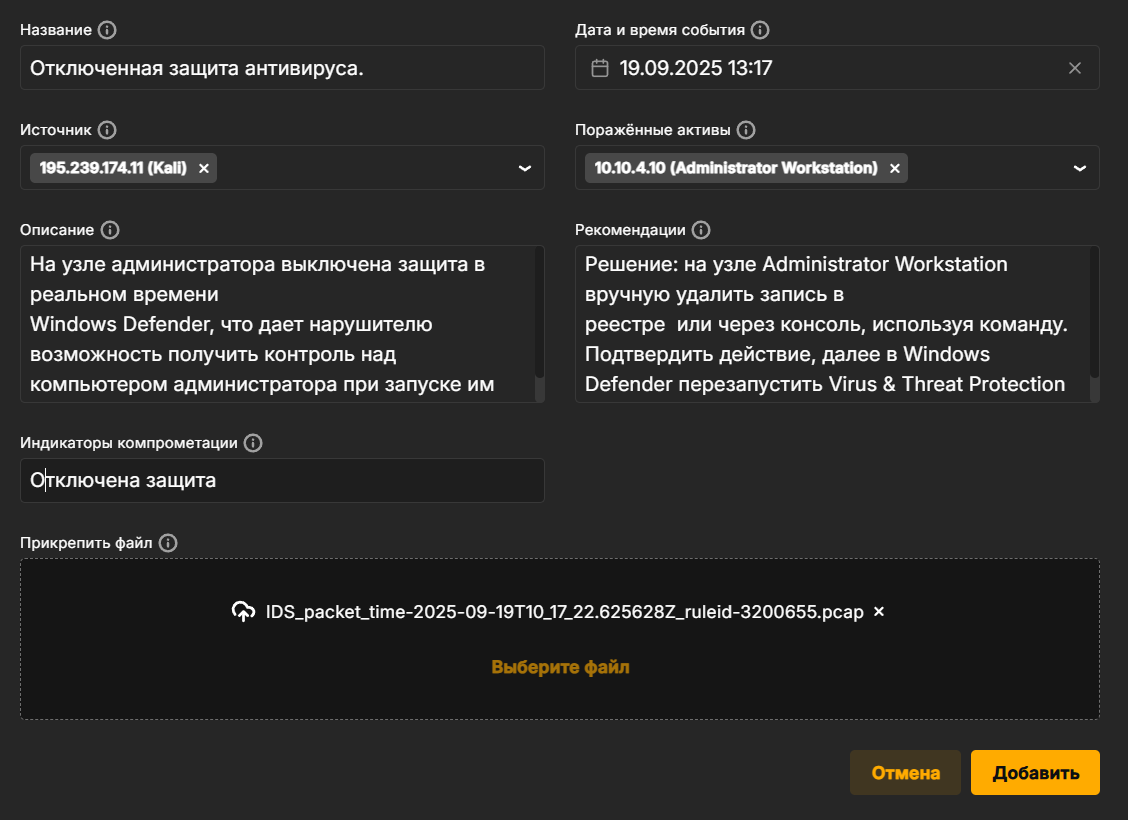 Название
Дата и время события
Отключенная защита антивируса.
19.09.2025 13:17
Источник
Поражённые активы
195.239.174.11 (Kali)
10.10.4.10 (Administrator Workstation)
Описание
Рекомендации
На узле администратора выключена защита в
реальном времени
Windows Defender, что дает нарушителю
возможность получить контроль над
компьютером администратора при запуске им
Решение: на узле Administrator Workstation
вручную удалить запись в
реестре  или через консоль, используя команду.
Подтвердить действие, далее в Windows
Defender перезапустить Virus & Threat Protection
Индикаторы компрометации
Отключена защита
Прикрепить файл
IDS_packet_time-2025-09-19T10_17_22.625628Z_ruleid-3200655.pcap
Выберите файл
Отмена
Добавить